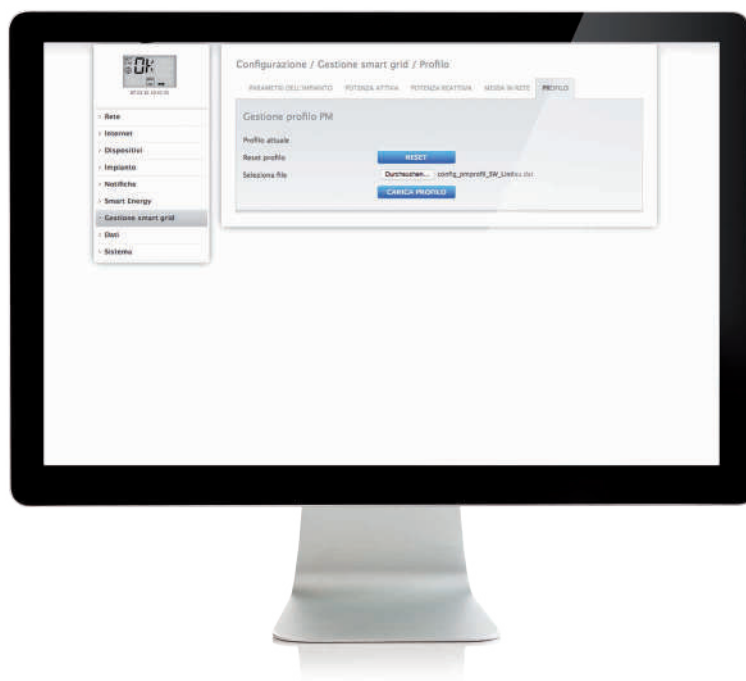 OK
Rete
Internet
Dispositivi
Impianto
Notifiche
Smart Energy
Gestione smart grid
Dati
Sistema
Configurazione / Gestione smart grid / Profilo
PARAMETRI DELL'IMPIANTO POTENZA ATTIVA POTENZA REATTIVA MESSA IN RETE PROFILO
Gestione profilo PM
Profilo attuale
Reset profilo RESET
Seleziona file Durchsuchen...
CARICA PROFILO